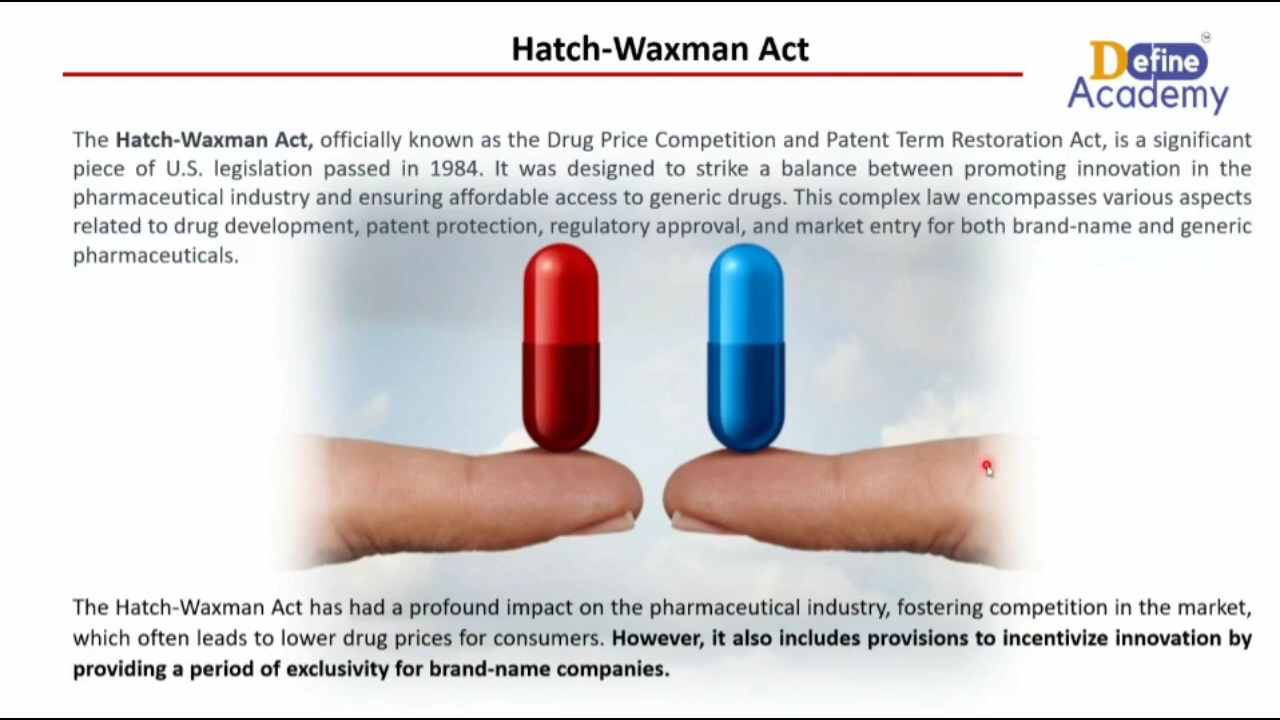 Hatch-Waxman Act
Define
Academy
The Hatch-Waxman Act, officially known as the Drug Price Competition and Patent Term Restoration Act, is a significant
piece of U.S. legislation passed in 1984. It was designed to strike a balance between promoting innovation in the
pharmaceutical industry and ensuring affordable access to generic drugs. This complex law encompasses various aspects
related to drug development, patent protection, regulatory approval, and market entry for both brand-name and generic
pharmaceuticals.
The Hatch-Waxman Act has had a profound impact on the pharmaceutical industry, fostering competition in the market,
which often leads to lower drug prices for consumers. However, it also includes provisions to incentivize innovation by
providing a period of exclusivity for brand-name companies.